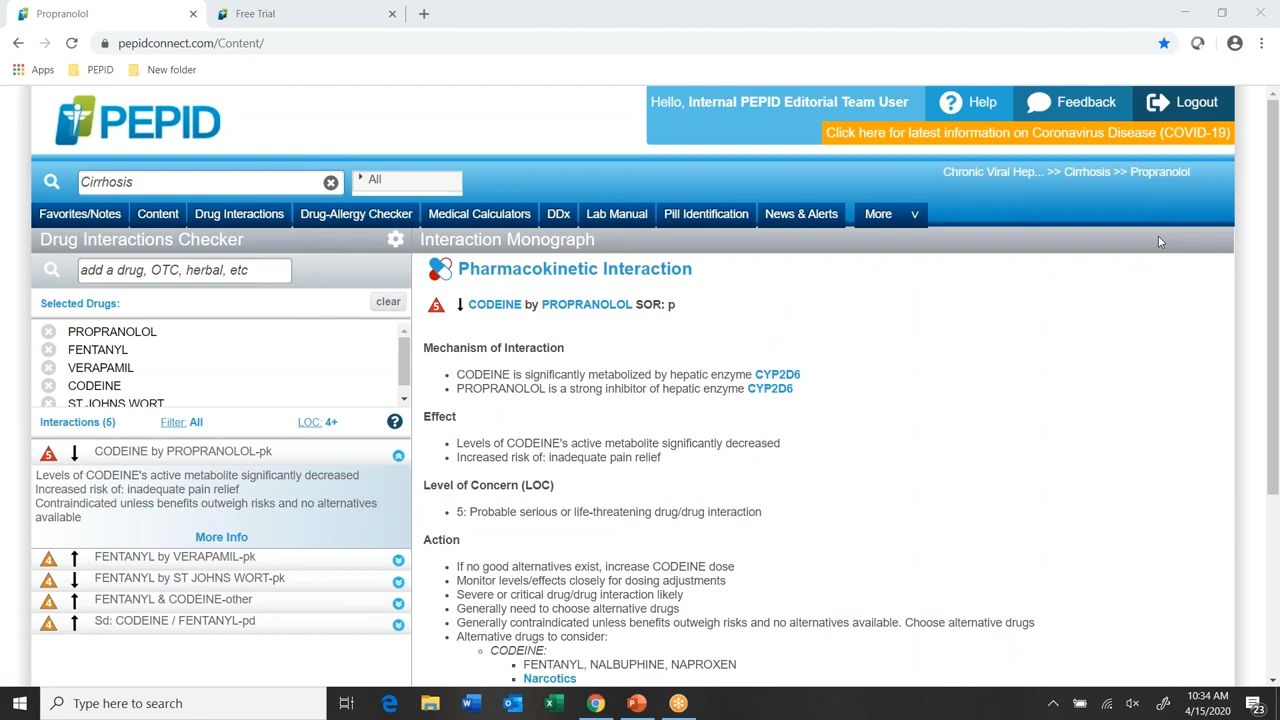 Propranolol
Free Trial
pepidconnect.com/Content/
Apps PEPID New folder
PEPID
Hello, Internal PEPID Editorial Team User
Help
Feedback
Logout
Click here for latest information on Coronavirus Disease (COVID-19)
Cirrhosis
All
Chronic Viral Hep... >> Cirrhosis >> Propranolol
Favorites/Notes Content Drug Interactions Drug-Allergy Checker Medical Calculators DDx Lab Manual Pill Identification News & Alerts More v
Drug Interactions Checker
add a drug, OTC, herbal, etc
Selected Drugs:
clear
PROPRANOLOL
FENTANYL
VERAPAMIL
CODEINE
ST JOHNS WORT
Interactions (5) Filter: All LOC: 4+ ?
5 CODEINE by PROPRANOLOL-pk
Levels of CODEINE's active metabolite significantly decreased
Increased risk of: inadequate pain relief
Contraindicated unless benefits outweigh risks and no alternatives
available
More Info
4 FENTANYL by VERAPAMIL-pk
4 FENTANYL by ST JOHNS WORT-pk
4 FENTANYL & CODEINE-other
4 Sd: CODEINE / FENTANYL-pd
Interaction Monograph
Pharmacokinetic Interaction
5 CODEINE by PROPRANOLOL SOR: p
Mechanism of Interaction
CODEINE is significantly metabolized by hepatic enzyme CYP2D6
PROPRANOLOL is a strong inhibitor of hepatic enzyme CYP2D6
Effect
Levels of CODEINE's active metabolite significantly decreased
Increased risk of: inadequate pain relief
Level of Concern (LOC)
5: Probable serious or life-threatening drug/drug interaction
Action
If no good alternatives exist, increase CODEINE dose
Monitor levels/effects closely for dosing adjustments
Severe or critical drug/drug interaction likely
Generally need to choose alternative drugs
Generally contraindicated unless benefits outweigh risks and no alternatives available. Choose alternative drugs
Alternative drugs to consider:
CODEINE:
FENTANYL, NALBUPHINE, NAPROXEN
Narcotics
Type here to search
10:34 AM
4/15/2020
23